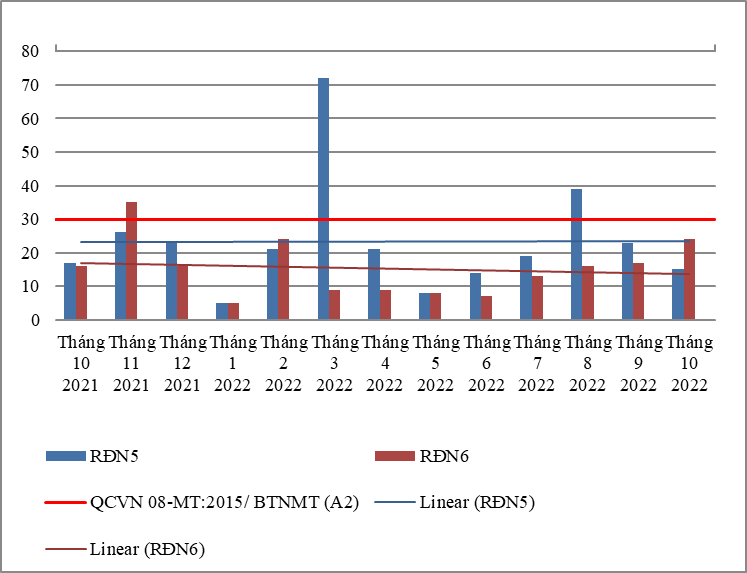 80
70
60
50
40
30
20
10
0
Tháng Tháng Tháng Tháng Tháng Tháng Tháng Tháng Tháng Tháng Tháng Tháng Tháng
10 11 12 1 2 3 4 5 6 7 8 9 10
2021 2021 2021 2022 2022 2022 2022 2022 2022 2022 2022 2022 2022
RĐN5 RĐN6
QCVN 08-MT:2015/ BTNMT (A2) Linear (RĐN5)
Linear (RĐN6)